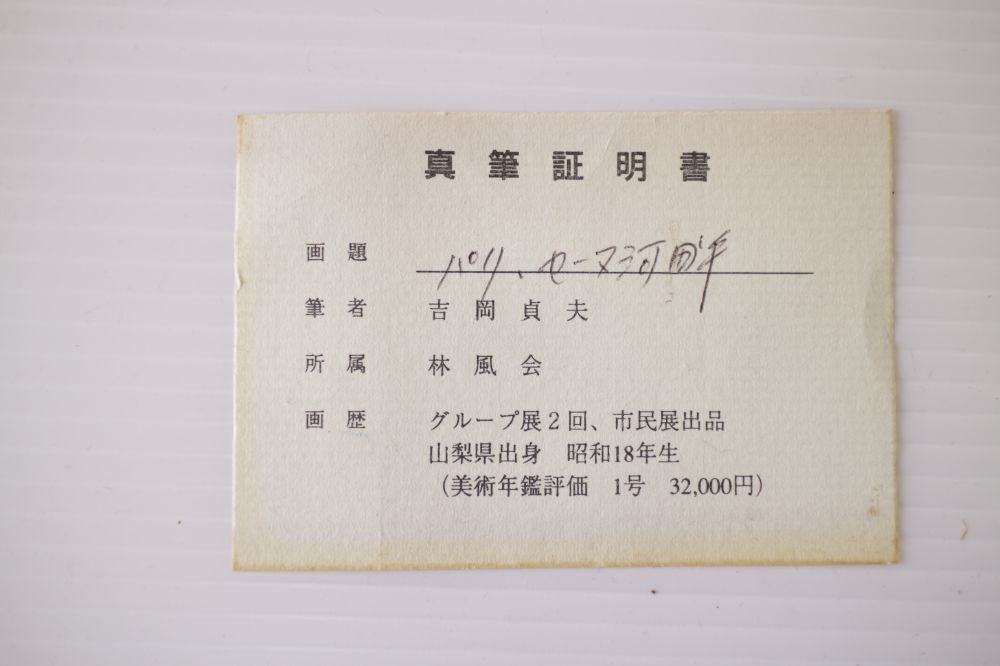 真筆証明書
画題 パリ、セーヌ河畔
筆者 吉岡貞夫
所属 林風会
画歴 グループ展2回、市民展出品
山梨県出身 昭和18年生
（美術年鑑評価 1号 32,000円）